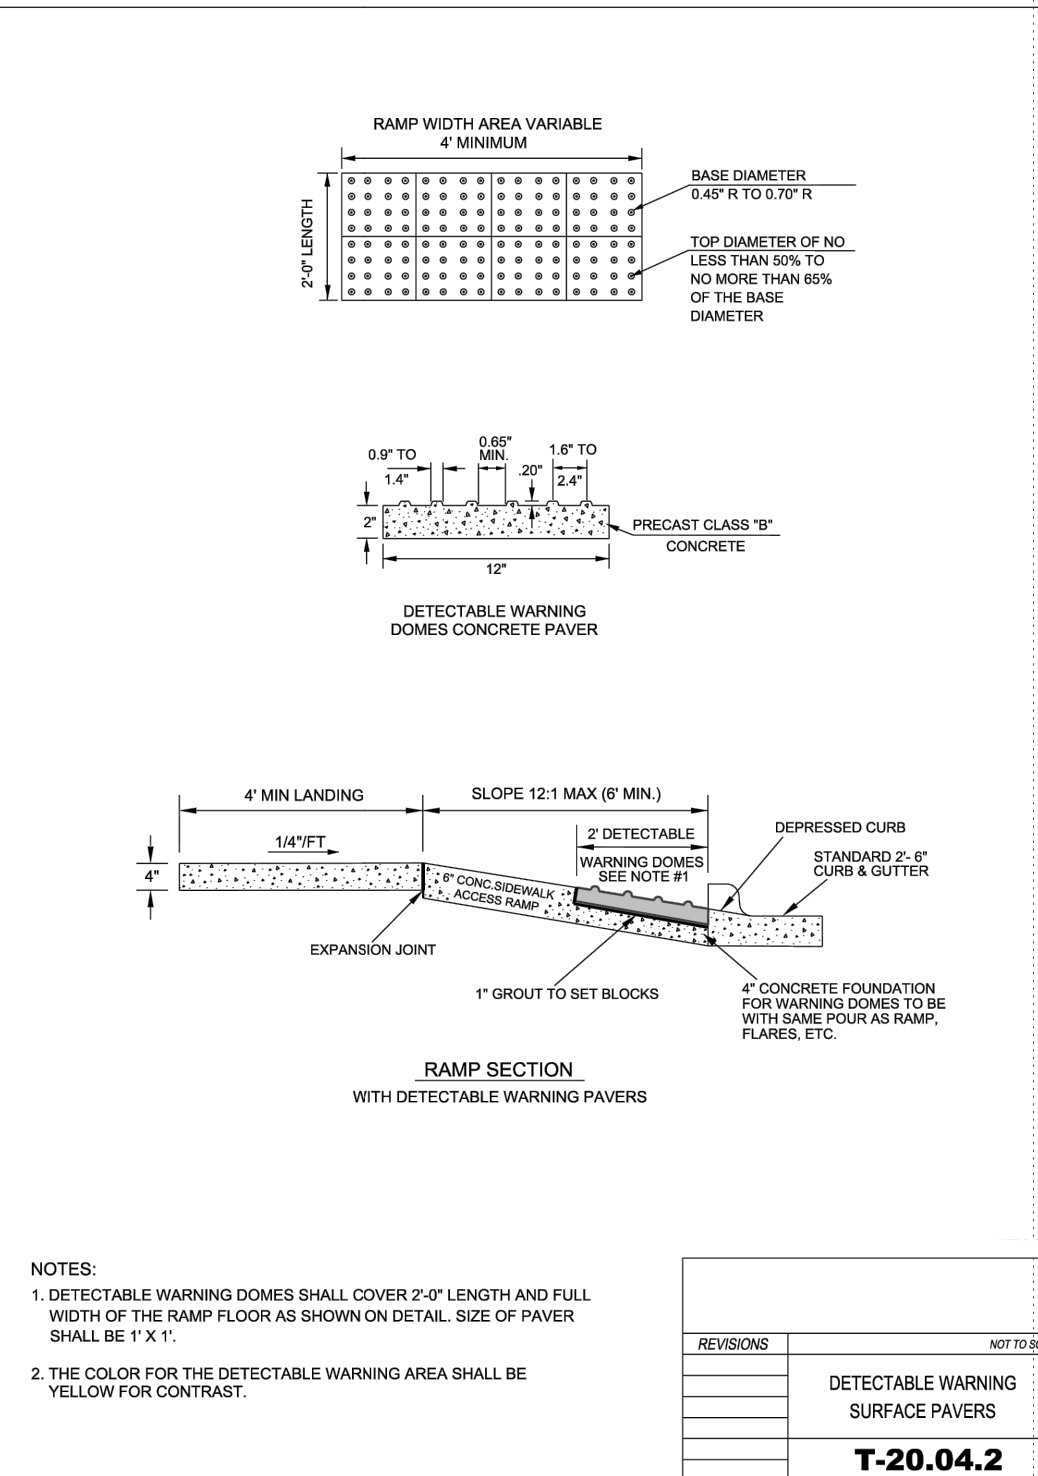 RAMP WIDTH AREA VARIABLE
4' MINIMUM
2'-0" LENGTH
BASE DIAMETER
0.45" R TO 0.70" R
TOP DIAMETER OF NO
LESS THAN 50% TO
NO MORE THAN 65%
OF THE BASE
DIAMETER
0.9" TO
1.4"
0.65"
MIN.
.20"
1.6" TO
2.4"
2"
PRECAST CLASS "B"
CONCRETE
12"
DETECTABLE WARNING
DOMES CONCRETE PAVER
4' MIN LANDING
SLOPE 12:1 MAX (6' MIN.)
1/4"/FT
2' DETECTABLE
WARNING DOMES
SEE NOTE #1
DEPRESSED CURB
STANDARD 2'- 6"
CURB & GUTTER
4"
6" CONC.SIDEWALK
ACCESS RAMP
EXPANSION JOINT
1" GROUT TO SET BLOCKS
4" CONCRETE FOUNDATION
FOR WARNING DOMES TO BE
WITH SAME POUR AS RAMP,
FLARES, ETC.
RAMP SECTION
WITH DETECTABLE WARNING PAVERS
NOTES:
1. DETECTABLE WARNING DOMES SHALL COVER 2'-0" LENGTH AND FULL
WIDTH OF THE RAMP FLOOR AS SHOWN ON DETAIL. SIZE OF PAVER
SHALL BE 1' X 1'.
2. THE COLOR FOR THE DETECTABLE WARNING AREA SHALL BE
YELLOW FOR CONTRAST.
REVISIONS
NOT TO
DETECTABLE WARNING
SURFACE PAVERS
T-20.04.2